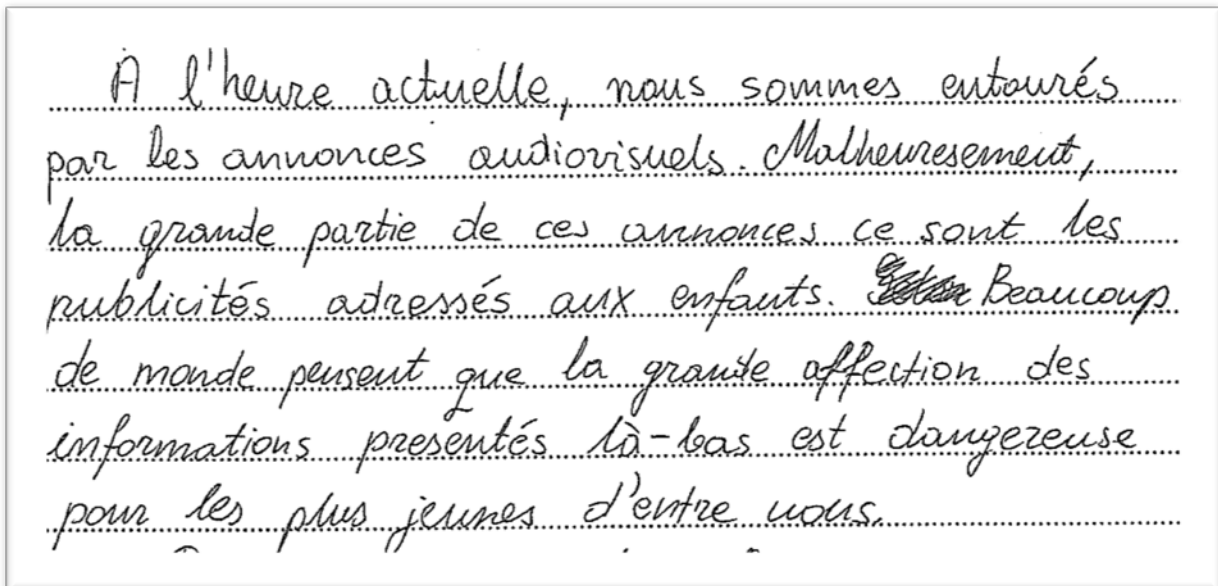 À l'heure actuelle, nous sommes entourés
par les annonces audiovisuels. Malheuresement,
la grande partie de ces annonces ce sont les
publicités adressés aux enfants. Beaucoup
de monde pensent que la grande affection des
informations presentés là-bas est dangereuse
pour les plus jeunes d'entre nous.